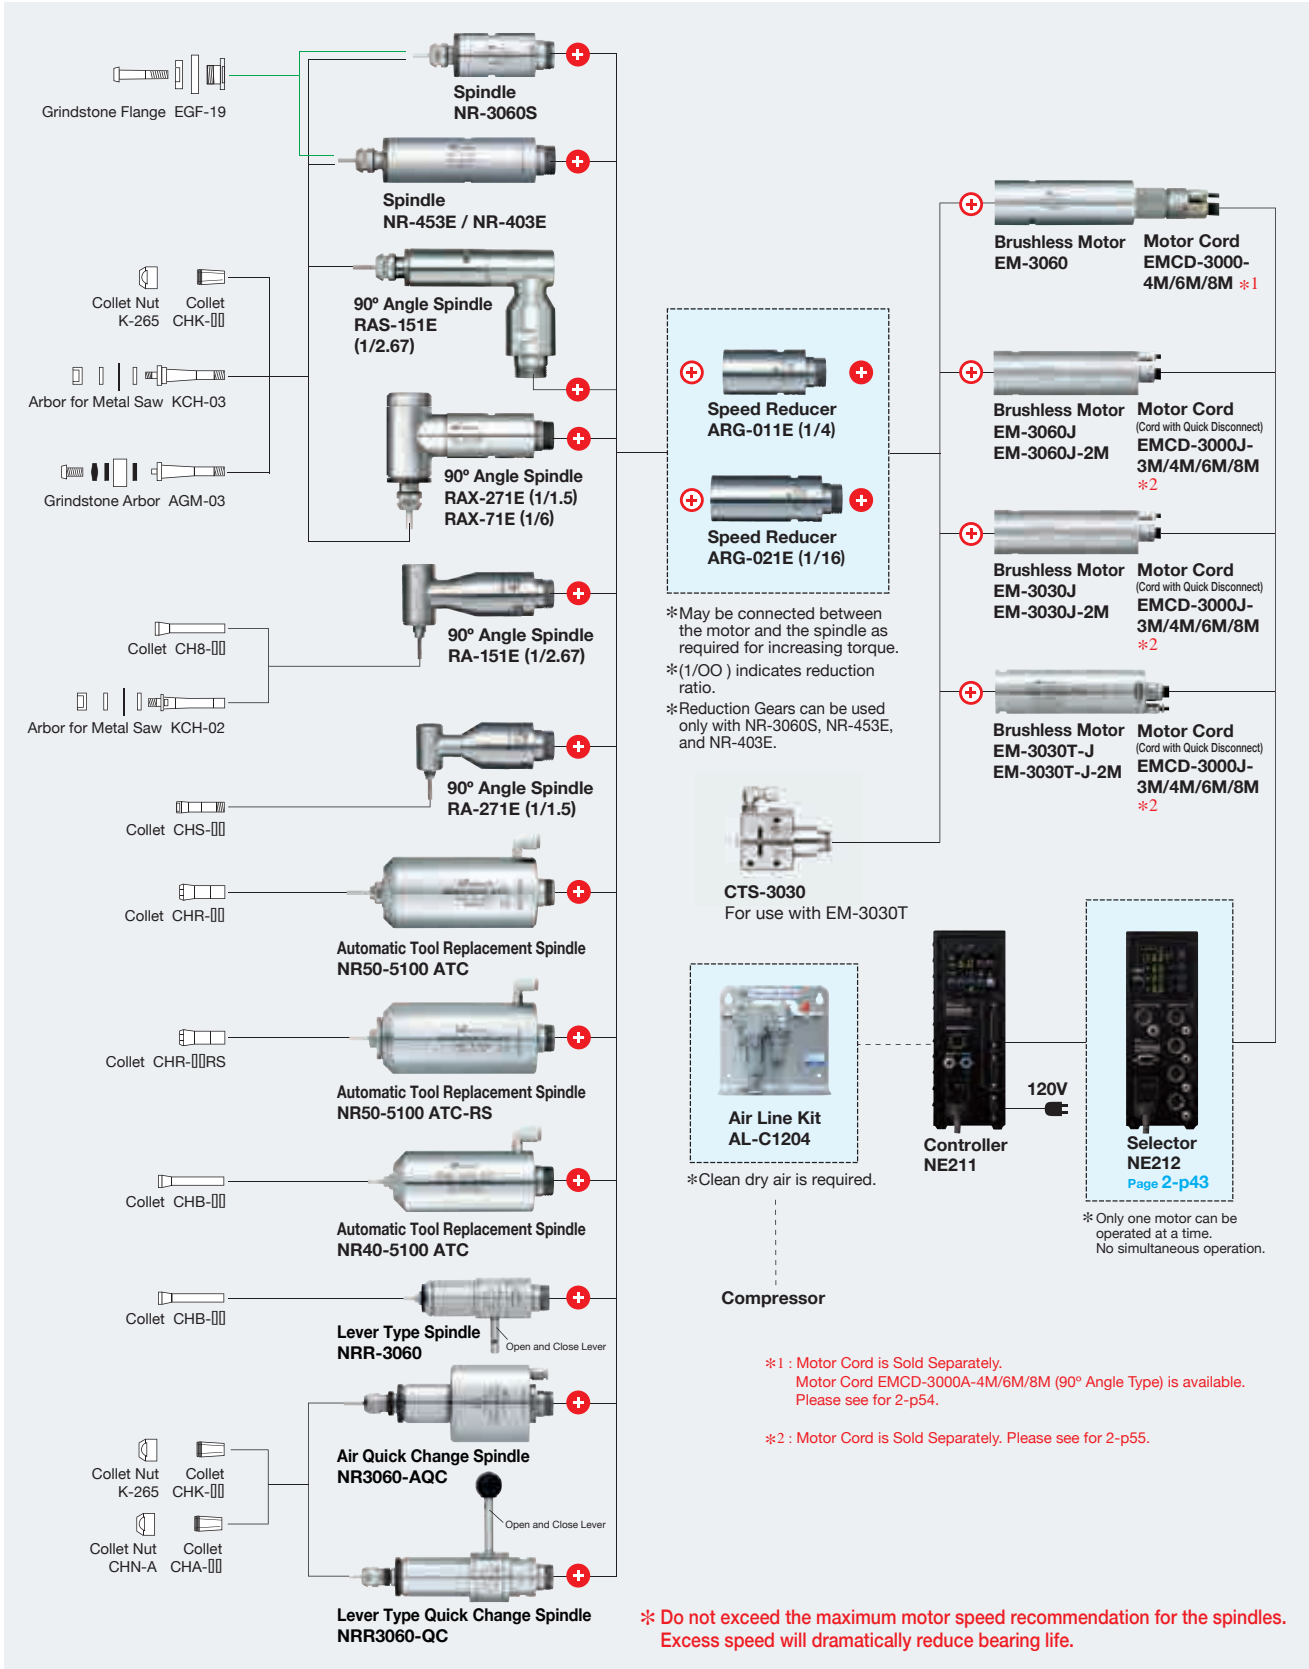 Grindstone Flange EGF-19
Spindle
NR-3060S
Spindle
NR-453E / NR-403E
Collet Nut
K-265
Collet
CHK-▯▯
90º Angle Spindle
RAS-151E
(1/2.67)
Arbor for Metal Saw KCH-03
Grindstone Arbor AGM-03
90º Angle Spindle
RAX-271E (1/1.5)
RAX-71E (1/6)
Collet CH8-▯▯
90º Angle Spindle
RA-151E (1/2.67)
Arbor for Metal Saw KCH-02
90º Angle Spindle
RA-271E (1/1.5)
Collet CHS-▯▯
Collet CHR-▯▯
Automatic Tool Replacement Spindle
NR50-5100 ATC
Collet CHR-▯▯RS
Automatic Tool Replacement Spindle
NR50-5100 ATC-RS
Collet CHB-▯▯
Automatic Tool Replacement Spindle
NR40-5100 ATC
Collet CHB-▯▯
Lever Type Spindle
NRR-3060
Open and Close Lever
Air Quick Change Spindle
NR3060-AQC
Collet Nut
K-265
Collet
CHK-▯▯
Open and Close Lever
Collet Nut
CHN-A
Collet
CHA-▯▯
Lever Type Quick Change Spindle
NRR3060-QC
Speed Reducer
ARG-011E (1/4)
Speed Reducer
ARG-021E (1/16)
*May be connected between
the motor and the spindle as
required for increasing torque.
*(1/OO ) indicates reduction
ratio.
*Reduction Gears can be used
only with NR-3060S, NR-453E,
and NR-403E.
Brushless Motor
EM-3060
Motor Cord
EMCD-3000-
4M/6M/8M *1
Brushless Motor
EM-3060J
EM-3060J-2M
Motor Cord
(Cord with Quick Disconnect)
EMCD-3000J-
3M/4M/6M/8M
*2
Brushless Motor
EM-3030J
EM-3030J-2M
Motor Cord
(Cord with Quick Disconnect)
EMCD-3000J-
3M/4M/6M/8M
*2
Brushless Motor
EM-3030T-J
EM-3030T-J-2M
Motor Cord
(Cord with Quick Disconnect)
EMCD-3000J-
3M/4M/6M/8M
*2
CTS-3030
For use with EM-3030T
Air Line Kit
AL-C1204
*Clean dry air is required.
Compressor
120V
Controller
NE211
Selector
NE212
Page 2-p43
* Only one motor can be
operated at a time.
No simultaneous operation.
*1 : Motor Cord is Sold Separately.
Motor Cord EMCD-3000A-4M/6M/8M (90º Angle Type) is available.
Please see for 2-p54.
*2 : Motor Cord is Sold Separately. Please see for 2-p55.
* Do not exceed the maximum motor speed recommendation for the spindles.
Excess speed will dramatically reduce bearing life.